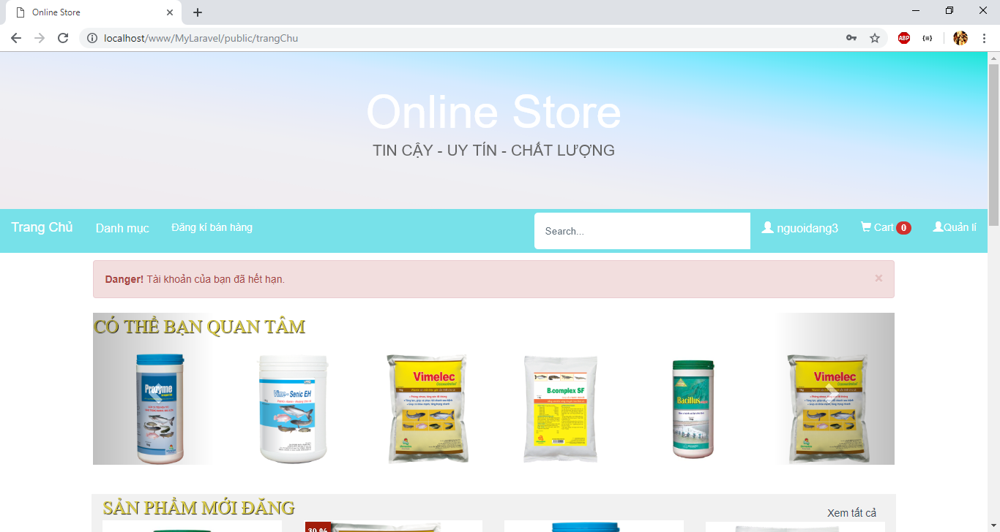 Online Store
localhost/www/MyLaravel/public/trangChu
ABP
Online Store
TIN CẬY - UY TÍN - CHẤT LƯỢNG
Trang Chủ Danh mục Đăng kí bán hàng Search... nguoidang3 Cart 0 Quản lí
Danger! Tài khoản của bạn đã hết hạn. ×
CÓ THỂ BẠN QUAN TÂM
Prozyme
Vime-Senic EH
Vimelec
B.complex SF
Bacillus
Vimelec
SẢN PHẨM MỚI ĐĂNG
Xem tất cả
30 %